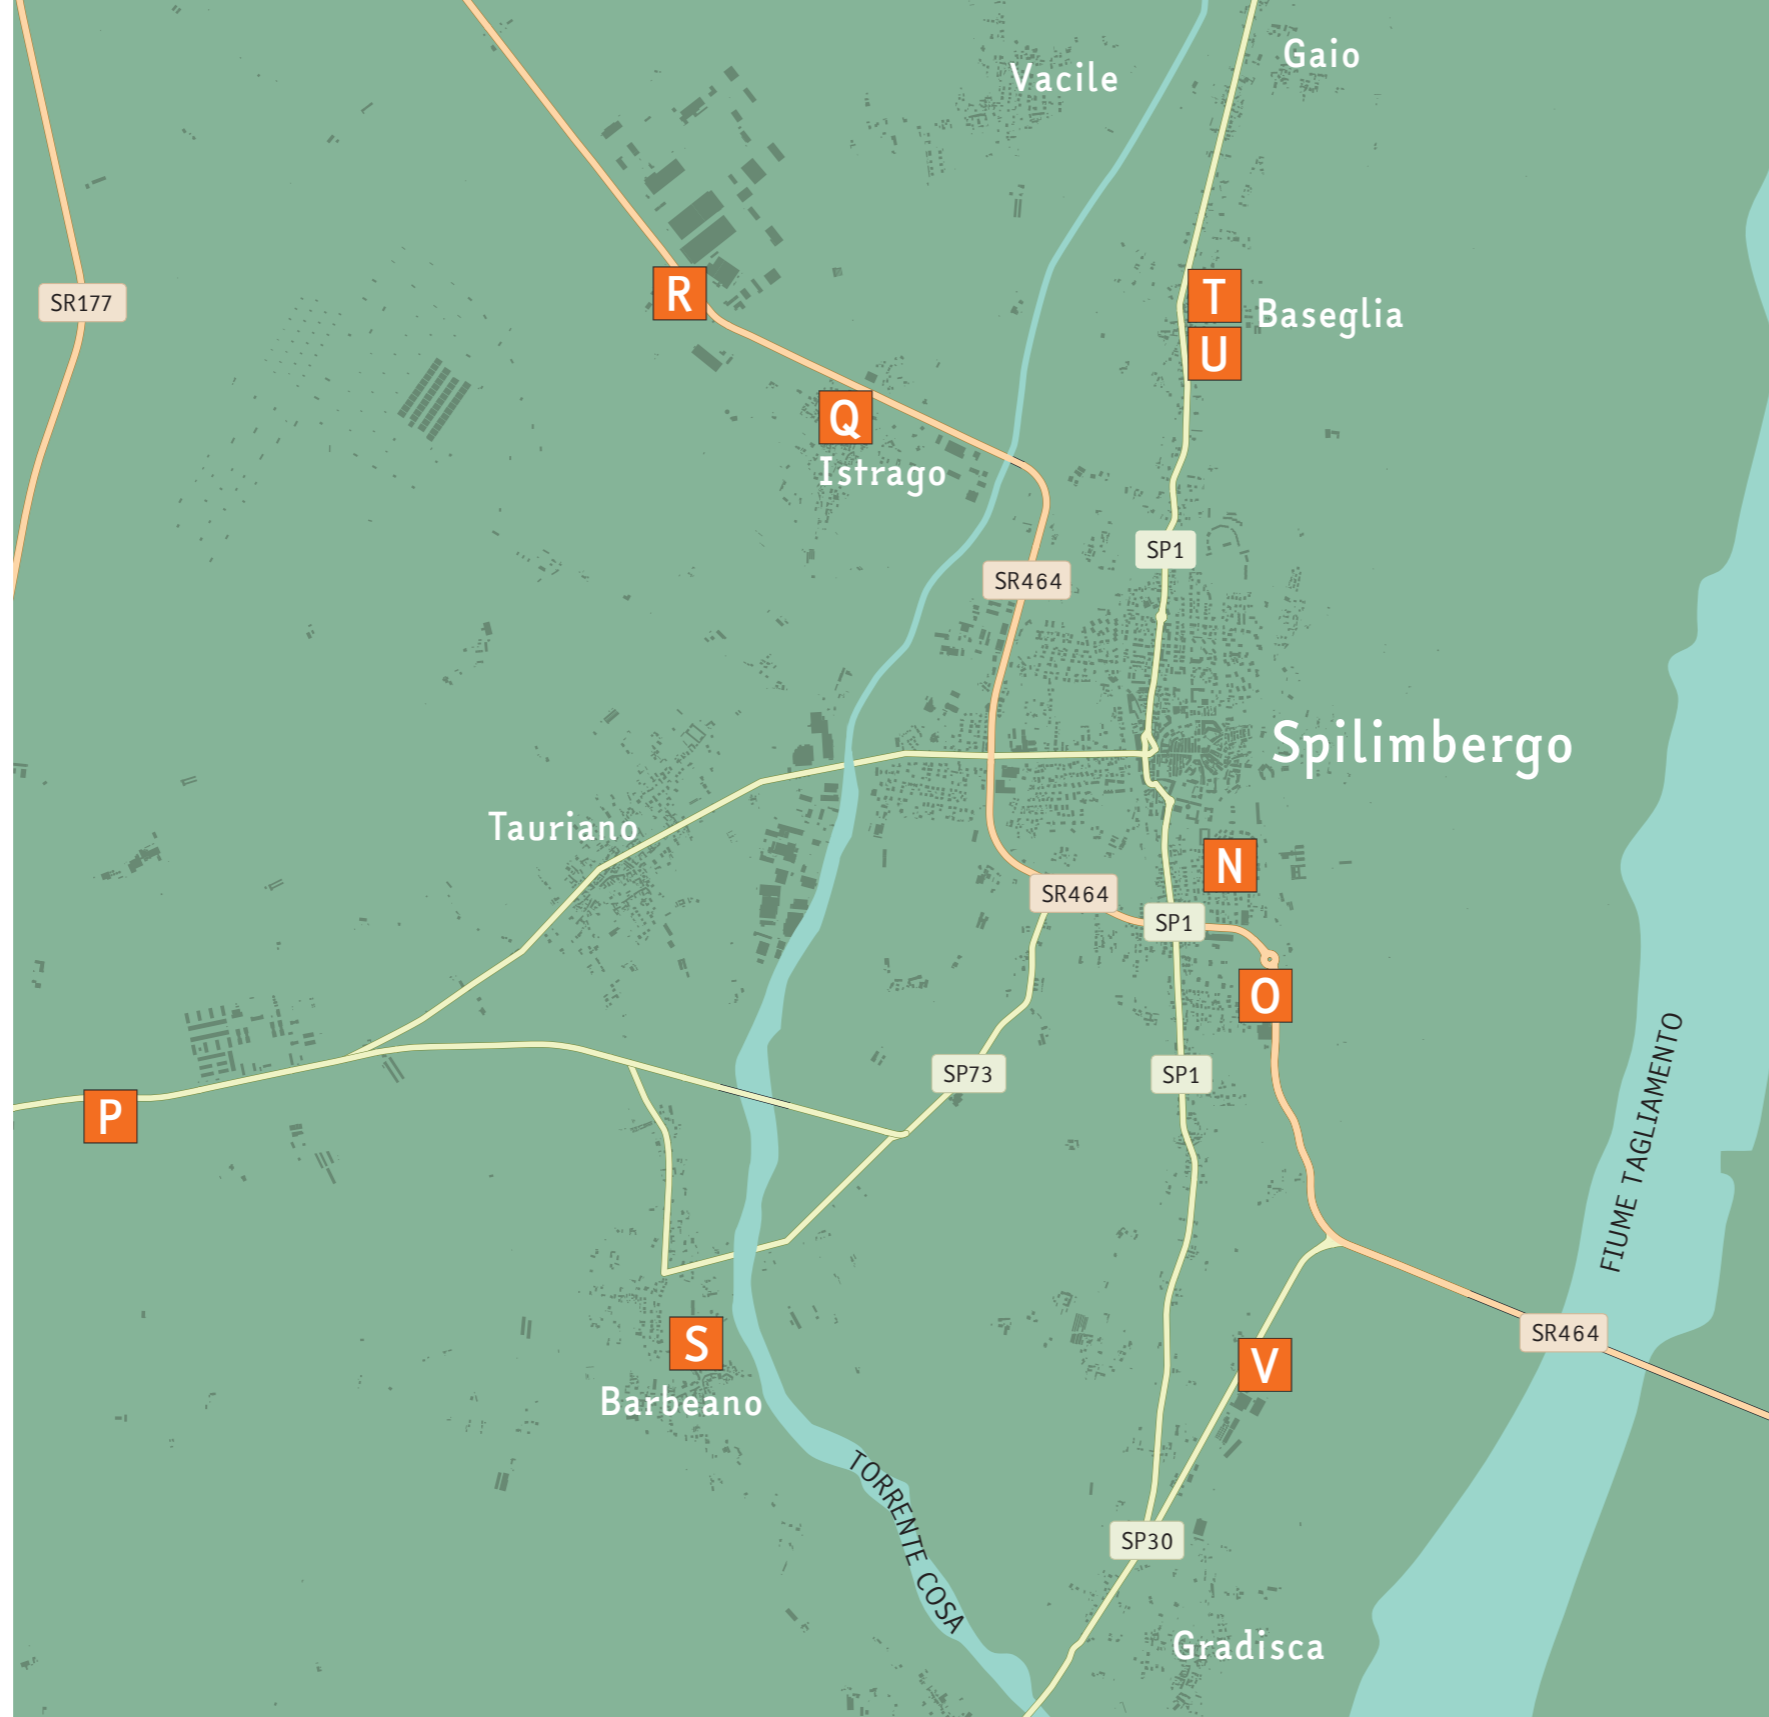 Gaio
Vacile
R
T
SR177
Baseglia
U
Q
Istrago
SP1
SR464
Spilimbergo
Tauriano
N
SR464
SP1
O
SP73
SP1
P
FIUME TAGLIAMENTO
SR464
S
V
Barbeano
TORRENTE COSA
SP30
Gradisca